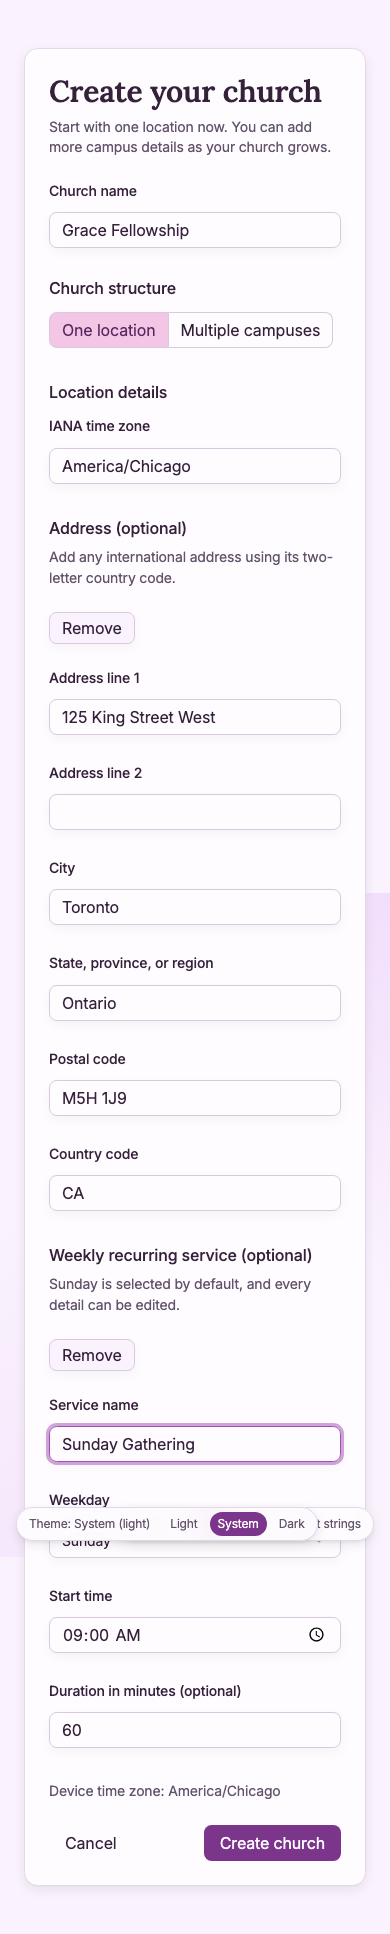 Create your church
Start with one location now. You can add
more campus details as your church grows.
Church name
Grace Fellowship
Church structure
One location
Multiple campuses
Location details
IANA time zone
America/Chicago
Address (optional)
Add any international address using its two-
letter country code.
Remove
Address line 1
125 King Street West
Address line 2
City
Toronto
State, province, or region
Ontario
Postal code
M5H 1J9
Country code
CA
Weekly recurring service (optional)
Sunday is selected by default, and every
detail can be edited.
Remove
Service name
Sunday Gathering
Weekday
Theme: System (light) Light System Dark strings
Sunday
Start time
09:00 AM
Duration in minutes (optional)
60
Device time zone: America/Chicago
Cancel
Create church